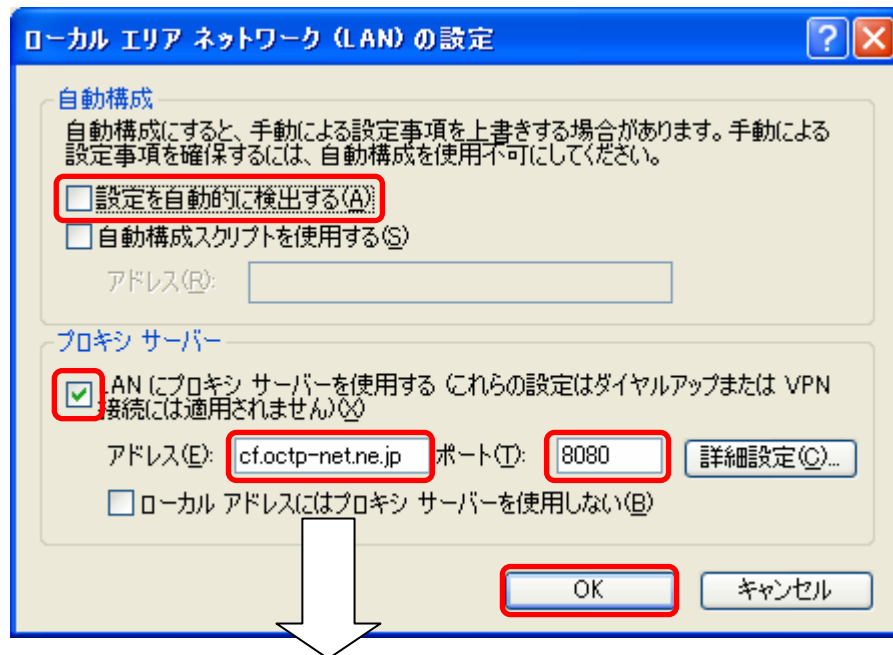 ローカル エリア ネットワーク (LAN) の設定
自動構成
自動構成にすると、手動による設定事項を上書きする場合があります。手動による
設定事項を確保するには、自動構成を使用不可にしてください。
設定を自動的に検出する(A)
自動構成スクリプトを使用する(S)
アドレス(R):
プロキシ サーバー
LAN にプロキシ サーバーを使用する (これらの設定はダイヤルアップまたは VPN
接続には適用されません)(X)
アドレス(E): cf.octp-net.ne.jp ポート(T): 8080 詳細設定(C)...
ローカル アドレスにはプロキシ サーバーを使用しない(B)
OK キャンセル